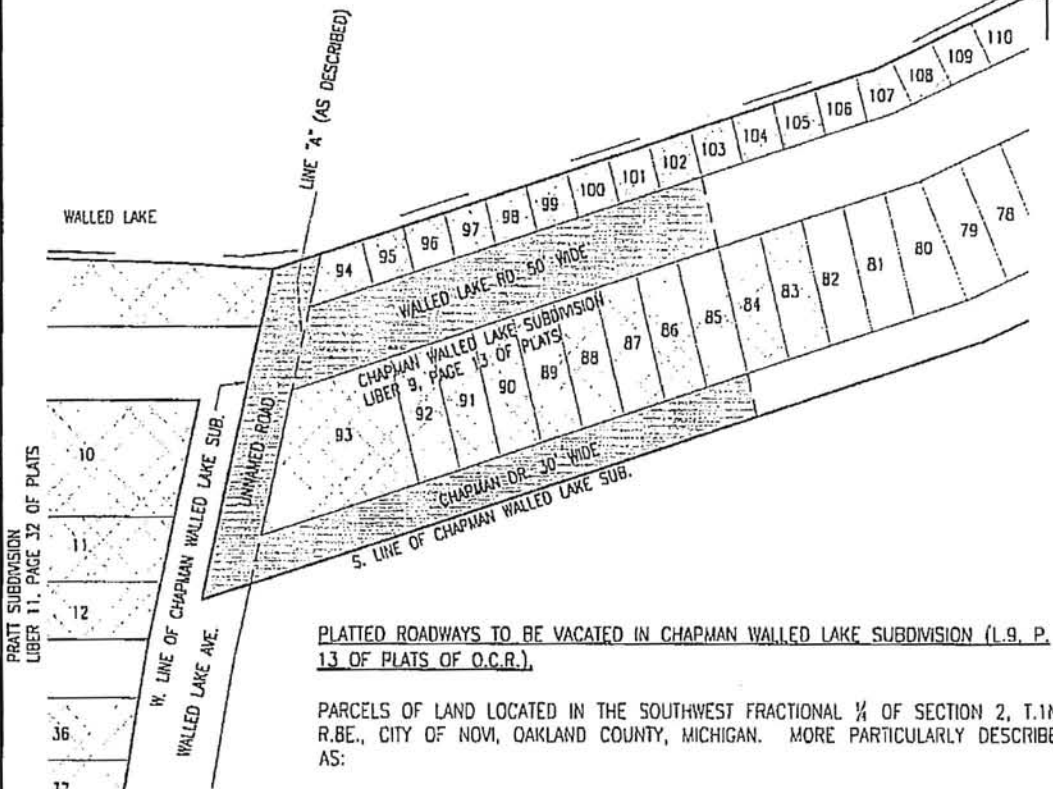 LINE "A" (AS DESCRIBED)
WALLED LAKE
94
95
96
97
98
99
100
101
102
103
104
105
106
107
108
109
110
WALLED LAKE RD. 50' WIDE
CHAPMAN WALLED LAKE SUBDIVISION
LIBER 9, PAGE 13 OF PLATS
93
92
91
90
89
88
87
86
85
84
83
82
81
80
79
78
UNNAMED ROAD
CHAPMAN DR. 30' WIDE
S. LINE OF CHAPMAN WALLED LAKE SUB.
W. LINE OF CHAPMAN WALLED LAKE SUB.
WALLED LAKE AVE.
PRATT SUBDIVISION
LIBER 11, PAGE 32 OF PLATS
10
11
12
36
37
PLATTED ROADWAYS TO BE VACATED IN CHAPMAN WALLED LAKE SUBDIVISION (L.9, P.
13 OF PLATS OF O.C.R.),
PARCELS OF LAND LOCATED IN THE SOUTHWEST FRACTIONAL ¼ OF SECTION 2, T.1N
R.8E., CITY OF NOVI, OAKLAND COUNTY, MICHIGAN. MORE PARTICULARLY DESCRIBE
AS: